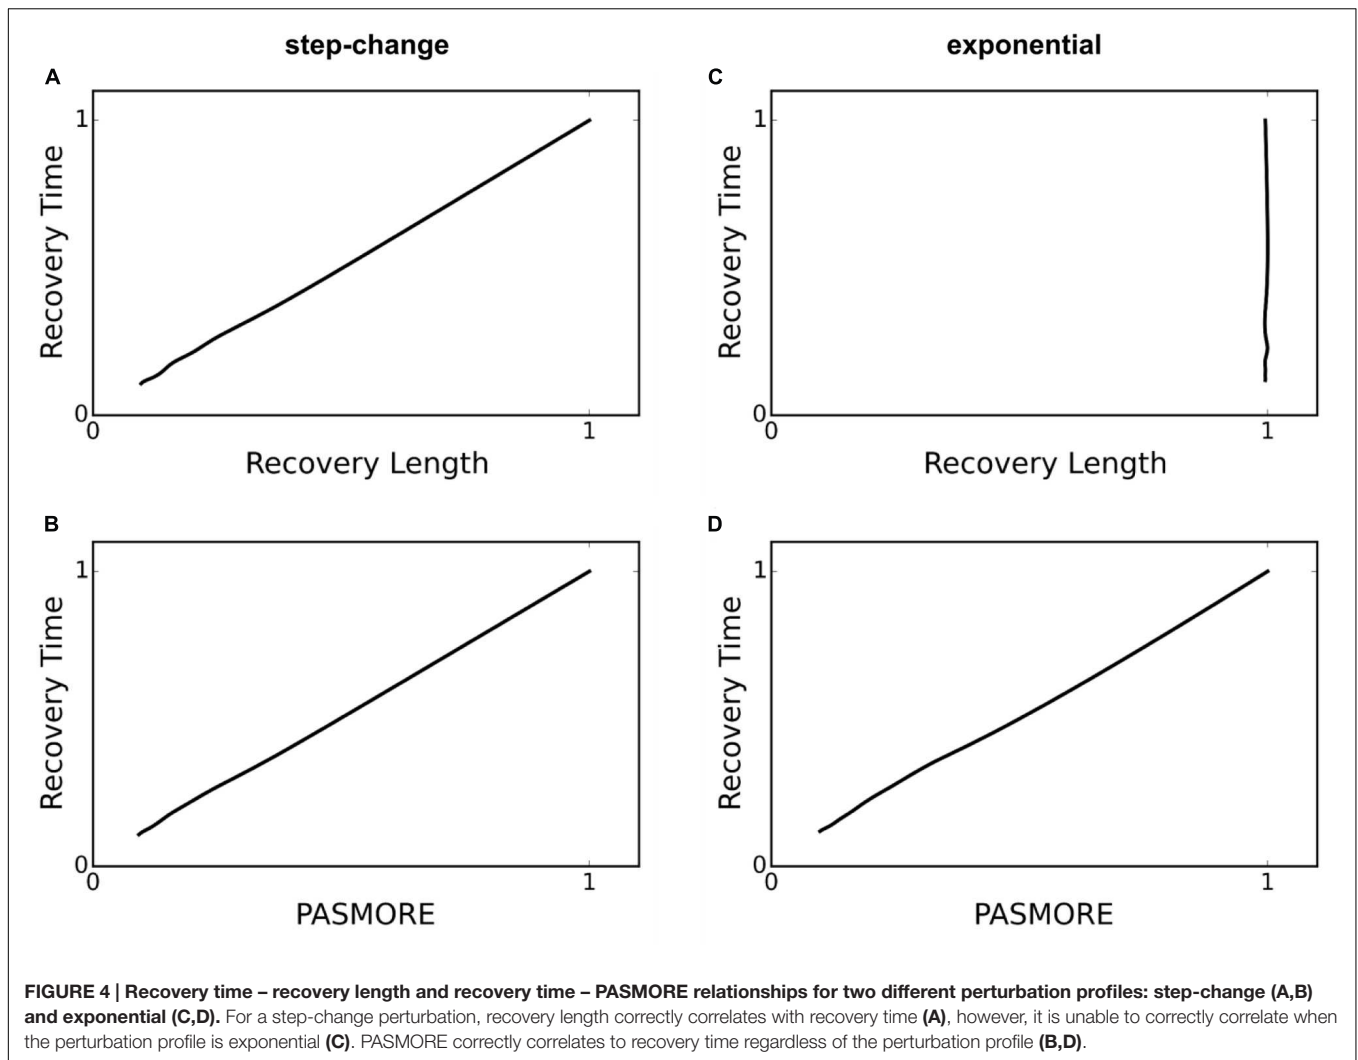 step-change
exponential
A
1
Recovery Time
0
0
1
Recovery Length
C
1
Recovery Time
0
0
1
Recovery Length
B
1
Recovery Time
0
0
1
PASMORE
D
1
Recovery Time
0
0
1
PASMORE
FIGURE 4 | Recovery time – recovery length and recovery time – PASMORE relationships for two different perturbation profiles: step-change (A,B)
and exponential (C,D). For a step-change perturbation, recovery length correctly correlates with recovery time (A), however, it is unable to correctly correlate when
the perturbation profile is exponential (C). PASMORE correctly correlates to recovery time regardless of the perturbation profile (B,D).